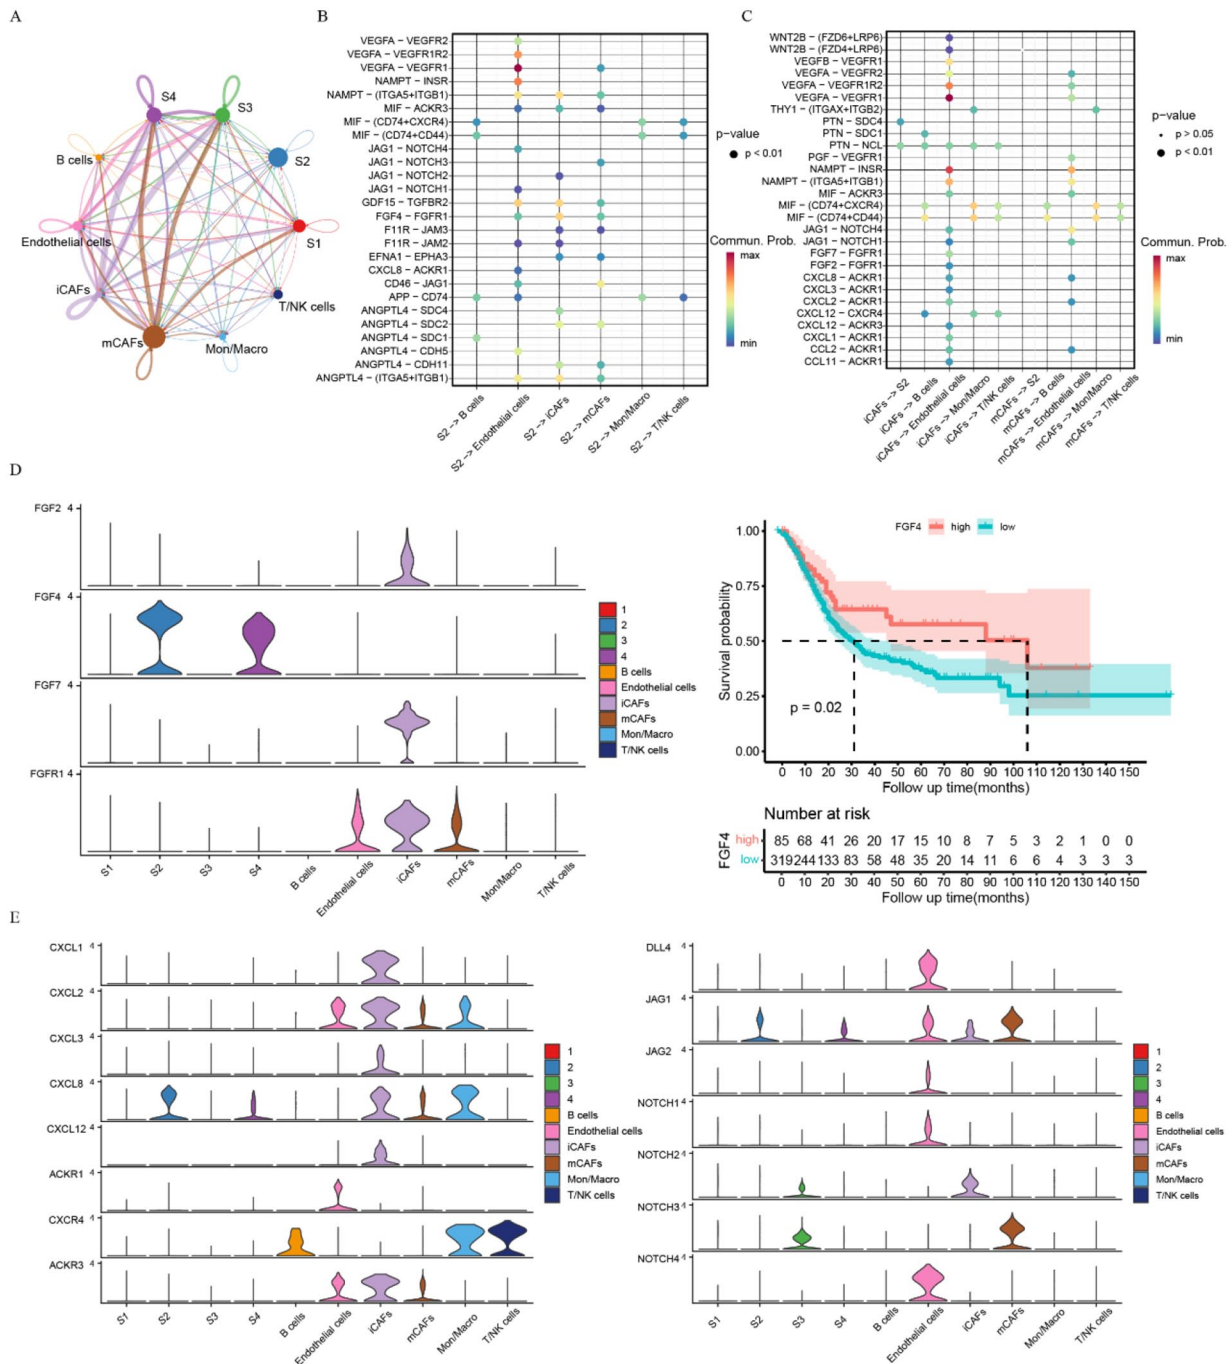 A
S4
S3
B cells
S2
Endothelial cells
S1
iCAFs
T/NK cells
mCAFs
Mon/Macro
B
VEGFA − VEGFR2
VEGFA − VEGFR1R2
VEGFA − VEGFR1
NAMPT − INSR
NAMPT − (ITGA5+ITGB1)
MIF − ACKR3
MIF − (CD74+CXCR4)
MIF − (CD74+CD44)
JAG1 − NOTCH4
JAG1 − NOTCH3
JAG1 − NOTCH2
JAG1 − NOTCH1
GDF15 − TGFBR2
FGF4 − FGFR1
F11R − JAM3
F11R − JAM2
EFNA1 − EPHA3
CXCL8 − ACKR1
CD46 − JAG1
APP − CD74
ANGPTL4 − SDC4
ANGPTL4 − SDC2
ANGPTL4 − SDC1
ANGPTL4 − CDH5
ANGPTL4 − CDH11
ANGPTL4 − (ITGA5+ITGB1)
S2 −> B cells
S2 −> Endothelial cells
S2 −> iCAFs
S2 −> mCAFs
S2 −> Mon/Macro
S2 −> T/NK cells
p−value
p < 0.01
Commun. Prob.
max
min
C
WNT2B − (FZD6+LRP6)
WNT2B − (FZD4+LRP6)
VEGFB − VEGFR1
VEGFA − VEGFR2
VEGFA − VEGFR1R2
VEGFA − VEGFR1
THY1 − (ITGAX+ITGB2)
PTN − SDC4
PTN − SDC1
PTN − NCL
PGF − VEGFR1
NAMPT − INSR
NAMPT − (ITGA5+ITGB1)
MIF − ACKR3
MIF − (CD74+CXCR4)
MIF − (CD74+CD44)
JAG1 − NOTCH4
JAG1 − NOTCH1
FGF7 − FGFR1
FGF2 − FGFR1
CXCL8 − ACKR1
CXCL3 − ACKR1
CXCL2 − ACKR1
CXCL12 − CXCR4
CXCL12 − ACKR3
CXCL1 − ACKR1
CCL2 − ACKR1
CCL11 − ACKR1
iCAFs −> S2
iCAFs −> B cells
iCAFs −> Endothelial cells
iCAFs −> Mon/Macro
iCAFs −> T/NK cells
mCAFs −> S2
mCAFs −> B cells
mCAFs −> Endothelial cells
mCAFs −> Mon/Macro
mCAFs −> T/NK cells
p−value
p > 0.05
p < 0.01
Commun. Prob.
max
min
D
FGF2 4
FGF4 4
FGF7 4
FGFR1 4
S1
S2
S3
S4
B cells
Endothelial cells
iCAFs
mCAFs
Mon/Macro
T/NK cells
1
2
3
4
B cells
Endothelial cells
iCAFs
mCAFs
Mon/Macro
T/NK cells
FGF4 high low
Survival probability
1.00
0.75
0.50
0.25
0.00
p = 0.02
0 10 20 30 40 50 60 70 80 90 100 110 120 130 140 150
Follow up time(months)
Number at risk
FGF4
high 85 68 41 26 20 17 15 10 8 7 5 3 2 1 0 0
low 319 244 133 83 58 48 35 20 14 11 6 6 4 3 3 3
0 10 20 30 40 50 60 70 80 90 100 110 120 130 140 150
Follow up time(months)
E
CXCL1 4
CXCL2 4
CXCL3 4
CXCL8 4
CXCL12 4
ACKR1 4
CXCR4 4
ACKR3 4
S1
S2
S3
S4
B cells
Endothelial cells
iCAFs
mCAFs
Mon/Macro
T/NK cells
1
2
3
4
B cells
Endothelial cells
iCAFs
mCAFs
Mon/Macro
T/NK cells
DLL4 4
JAG1 4
JAG2 4
NOTCH1 4
NOTCH2 4
NOTCH3 4
NOTCH4 4
S1
S2
S3
S4
B cells
Endothelial cells
iCAFs
mCAFs
Mon/Macro
T/NK cells
1
2
3
4
B cells
Endothelial cells
iCAFs
mCAFs
Mon/Macro
T/NK cells